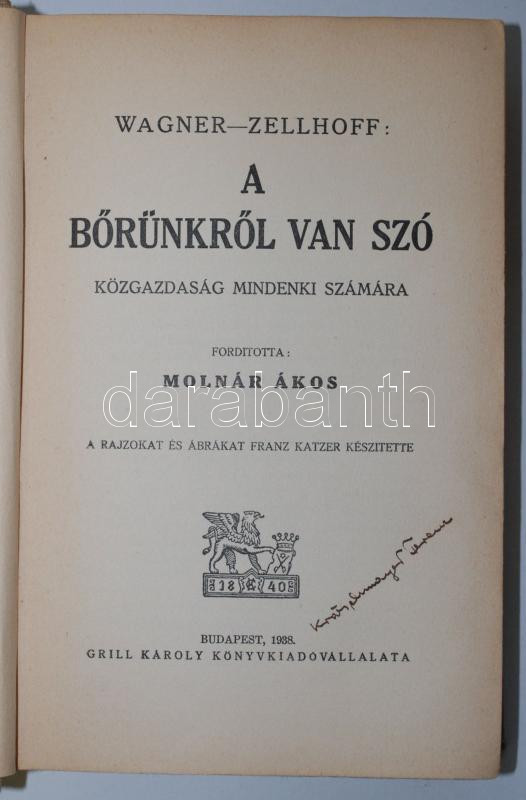 WAGNER—ZELLHOFF:
A
BŐRÜNKRŐL VAN SZÓ
KÖZGAZDASÁG MINDENKI SZÁMÁRA
FORDITOTTA:
MOLNÁR ÁKOS
darabanth
A RAJZOKAT ÉS ÁBRÁKAT FRANZ KATZER KÉSZITETTE
18 40
BUDAPEST, 1938.
GRILL KÁROLY KÖNYVKIADÓVÁLLALATA